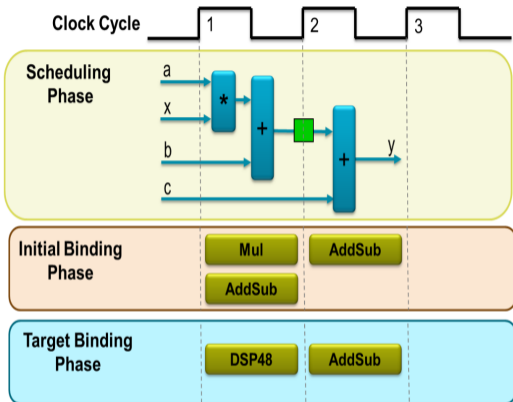 Clock Cycle 1 2 3
Scheduling
Phase
a
x
*
+
b
+
y
c
Initial Binding
Phase
Mul AddSub
AddSub
Target Binding
Phase
DSP48 AddSub